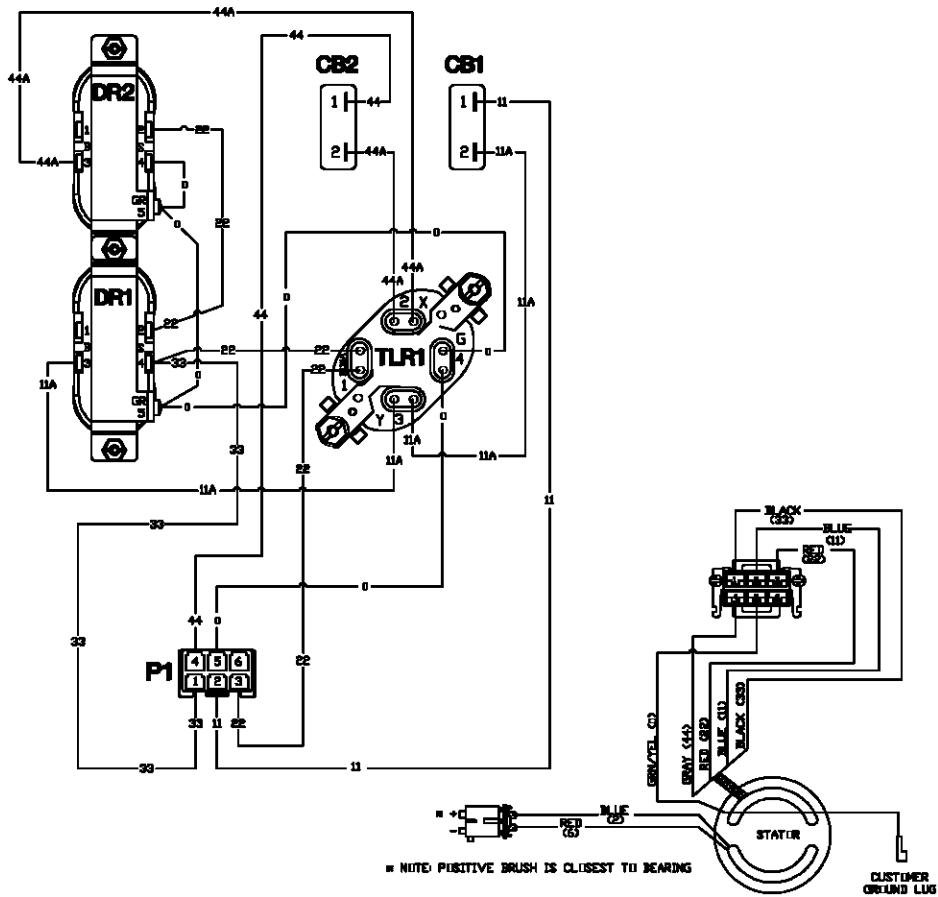 44A
44
CB2
CB1
44A
DR2
1
44
1
11
2
2
44A
2
11A
1
2
22
44A
3
4
0
GR
5
0
22
0
0
44A
44A
11A
DR1
44
2
X
1
2
22
G
22
22
TLR1
4
0
3
4
33
22
1
11A
0
GR
5
0
Y
3
0
11A
33
11A
11A
22
11A
11
33
BLACK
(33)
BLUE
(11)
RED
(22)
0
44
0
33
22
P1
4
5
6
1
2
3
33
11
22
33
11
GRN/YEL (0)
GRAY (44)
RED (22)
BLUE (11)
BLACK (33)
* +
-
BLUE
(2)
RED
(6)
STATOR
* NOTE: POSITIVE BRUSH IS CLOSEST TO BEARING
CUSTOMER
GROUND LUG